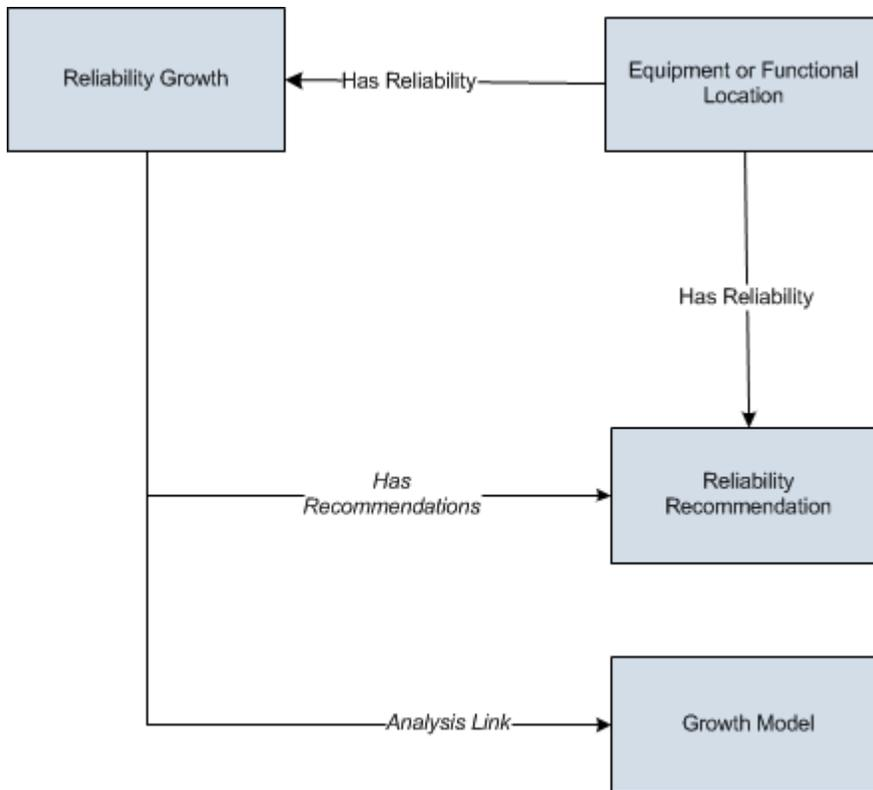 Reliability Growth
Has Reliability
Equipment or Functional
Location
Has Reliability
Has
Recommendations
Reliability
Recommendation
Analysis Link
Growth Model